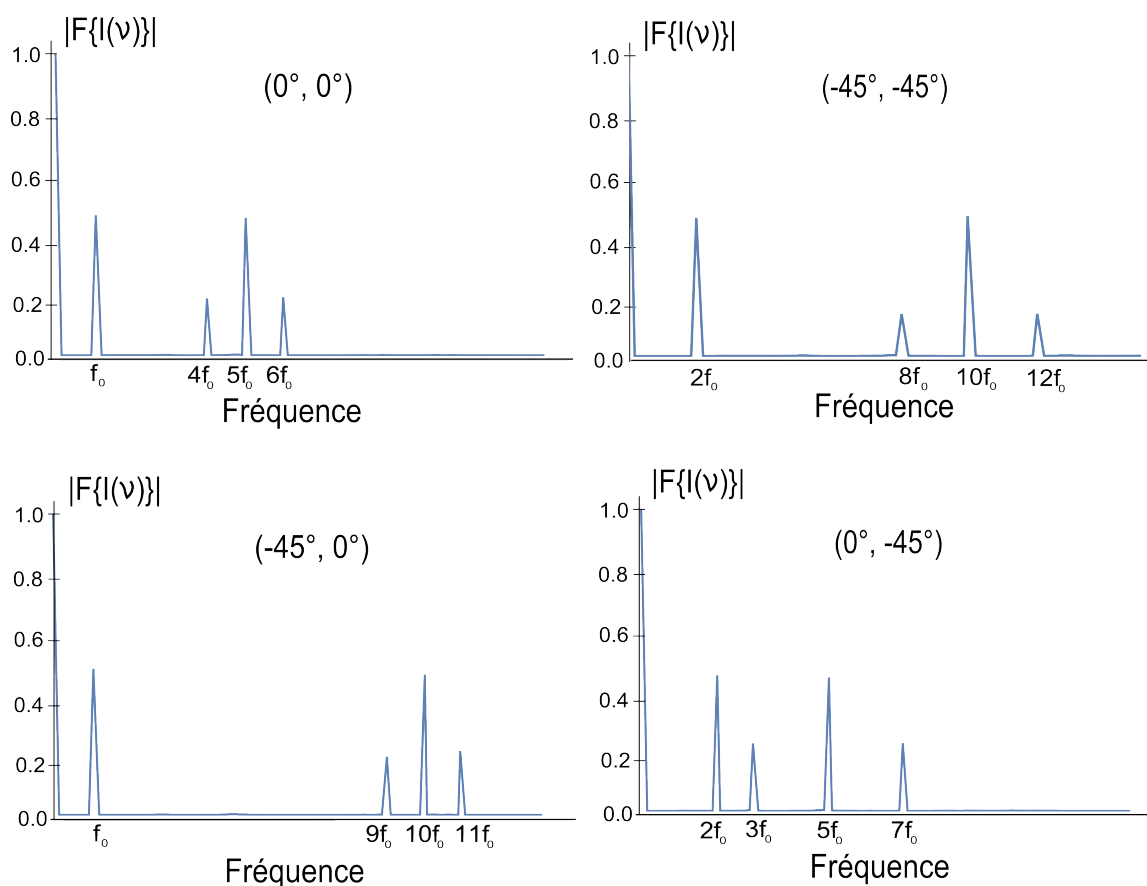 |F{I(ν)}|
(0°, 0°)
1.0
0.8
0.6
0.4
0.2
0.0
f₀ 4f₀ 5f₀ 6f₀
Fréquence
|F{I(ν)}|
(-45°, -45°)
1.0
0.8
0.6
0.4
0.2
0.0
2f₀ 8f₀ 10f₀ 12f₀
Fréquence
|F{I(ν)}|
(-45°, 0°)
1.0
0.8
0.6
0.4
0.2
0.0
f₀ 9f₀ 10f₀ 11f₀
Fréquence
|F{I(ν)}|
(0°, -45°)
1.0
0.8
0.6
0.4
0.2
0.0
2f₀ 3f₀ 5f₀ 7f₀
Fréquence